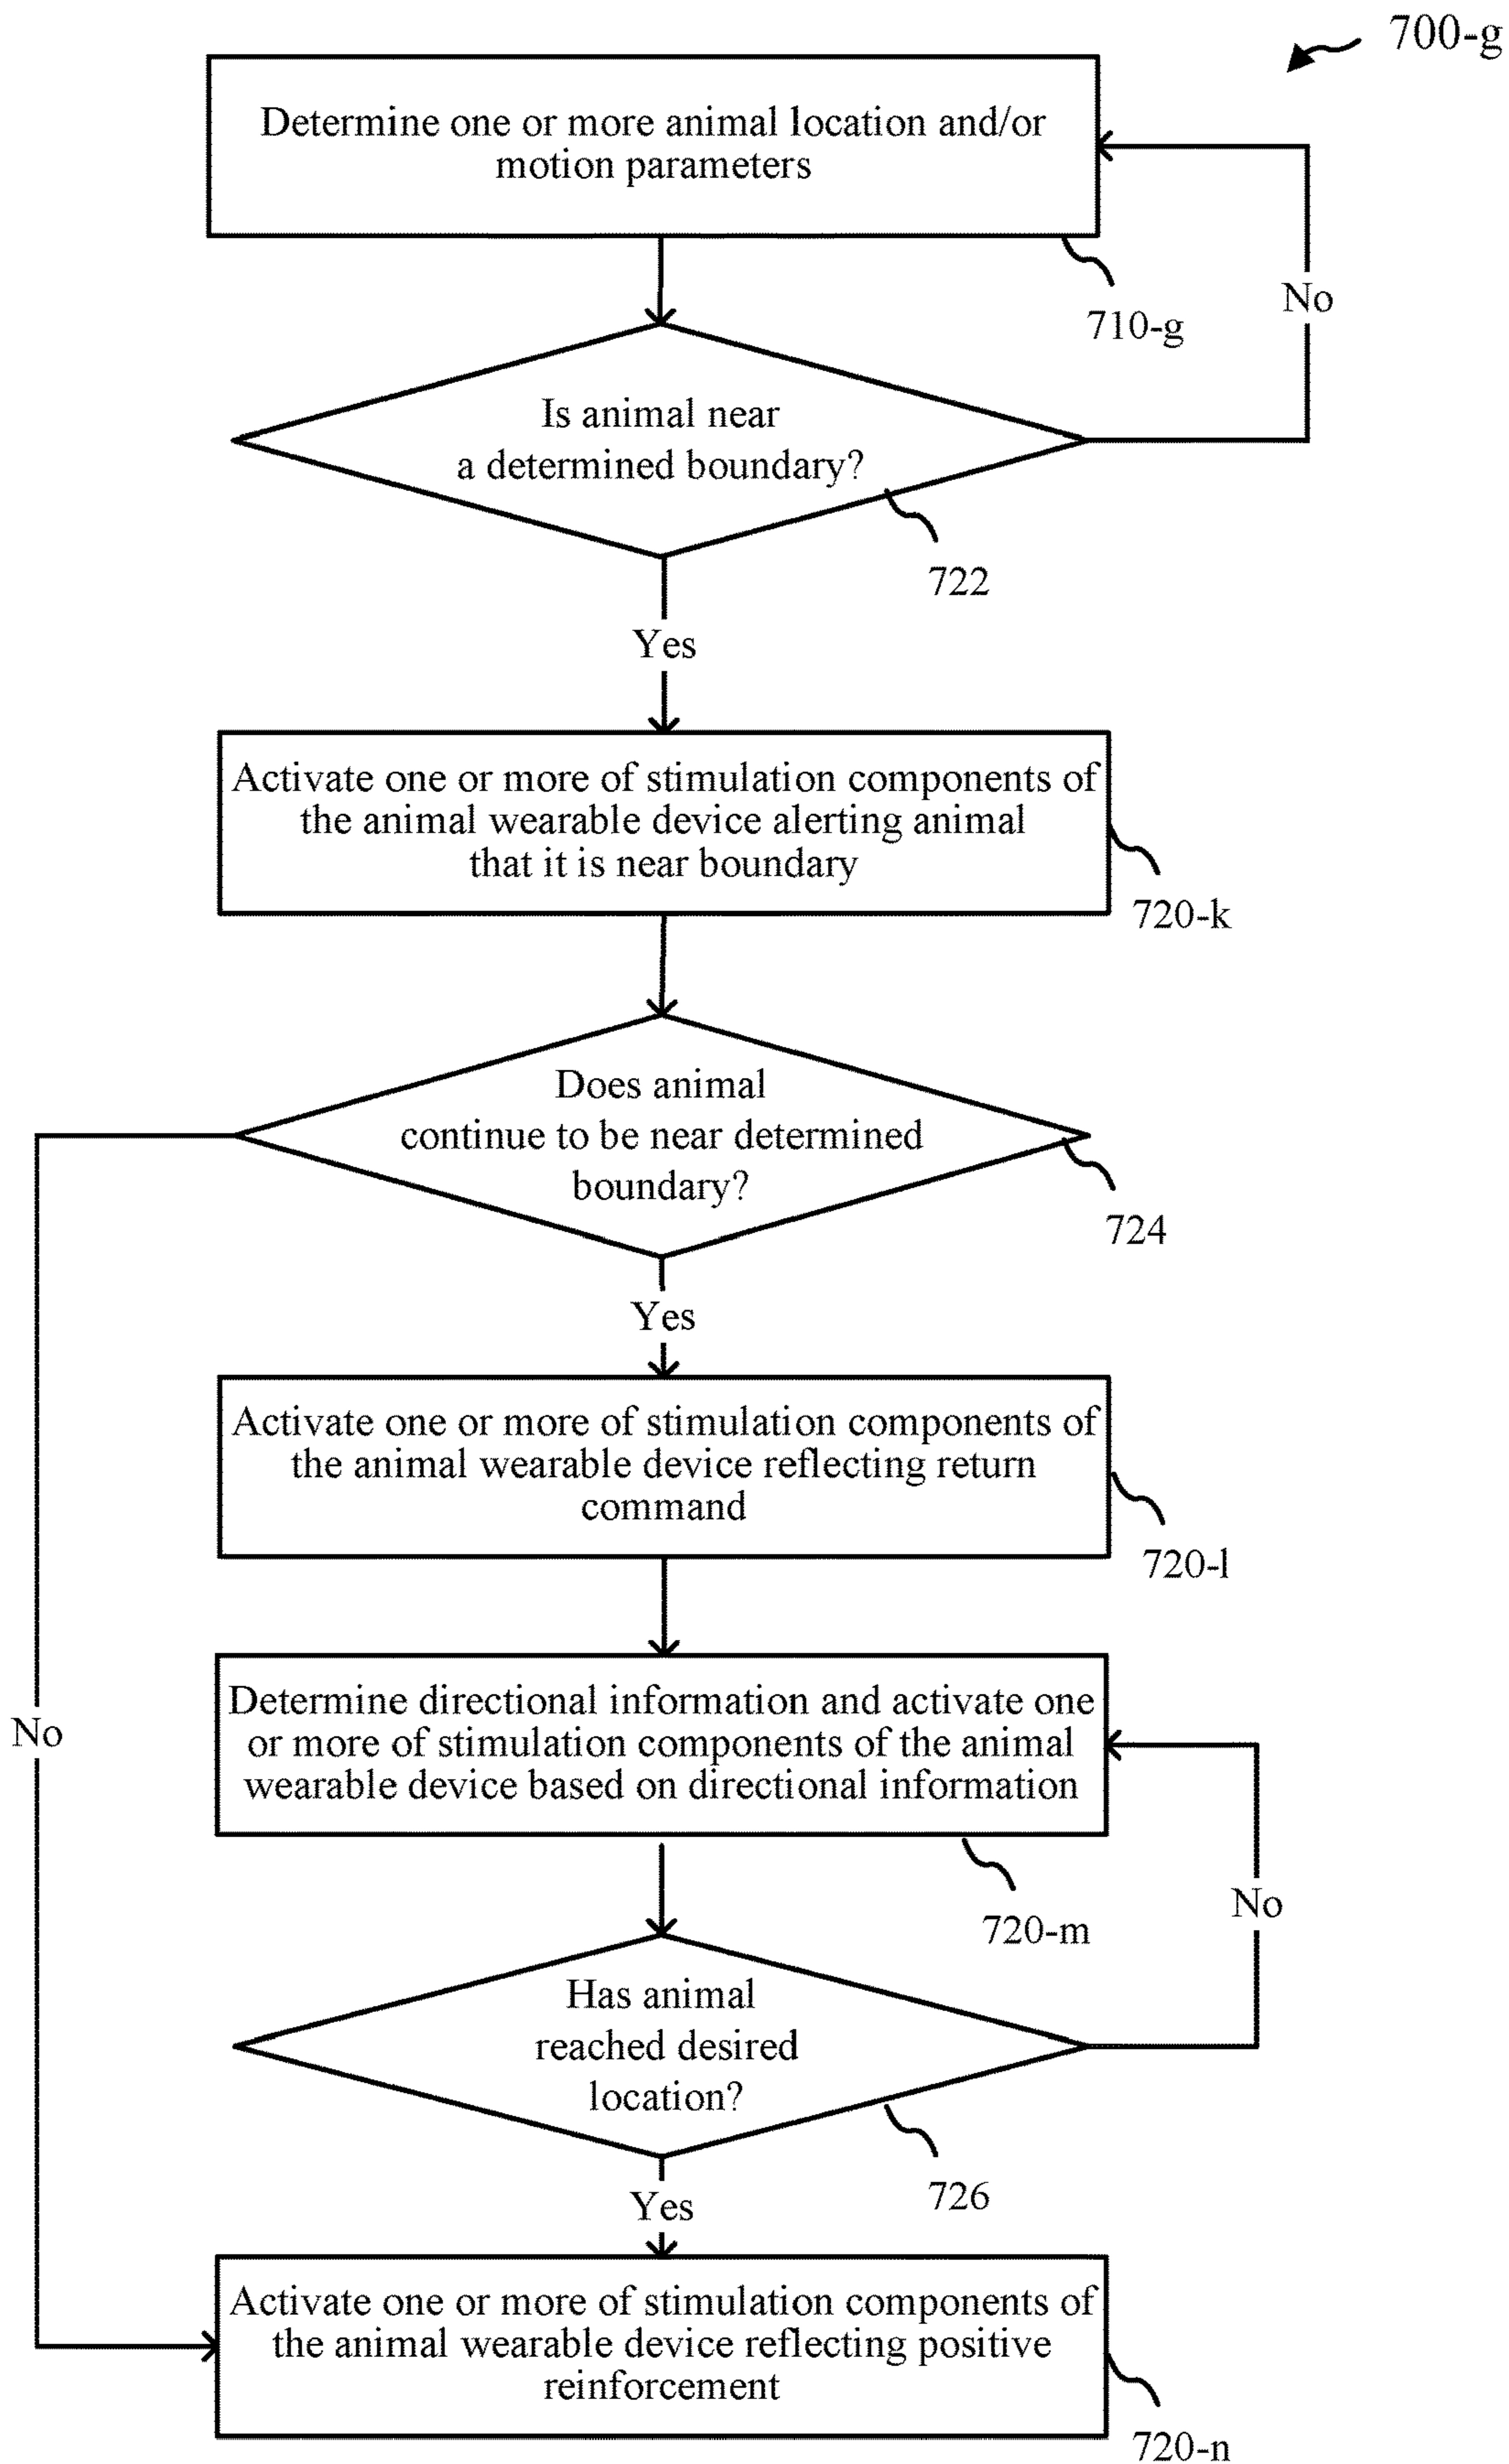 700-g
Determine one or more animal location and/or
motion parameters
710-g
No
Is animal near
a determined boundary?
722
Yes
Activate one or more of stimulation components of
the animal wearable device alerting animal
that it is near boundary
720-k
Does animal
continue to be near determined
boundary?
724
Yes
Activate one or more of stimulation components of
the animal wearable device reflecting return
command
720-l
Determine directional information and activate one
or more of stimulation components of the animal
wearable device based on directional information
No
720-m
No
Has animal
reached desired
location?
726
Yes
Activate one or more of stimulation components of
the animal wearable device reflecting positive
reinforcement
720-n